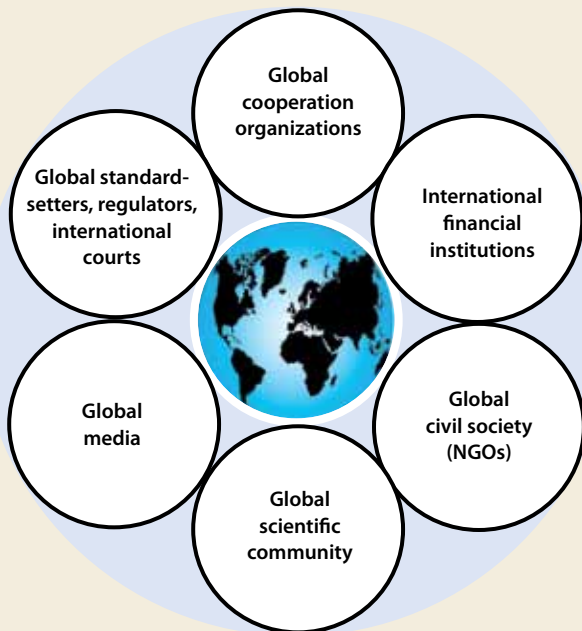 Global
cooperation
organizations
Global standard-
setters, regulators,
international
courts
International
financial
institutions
Global
media
Global
civil society
(NGOs)
Global
scientific
community